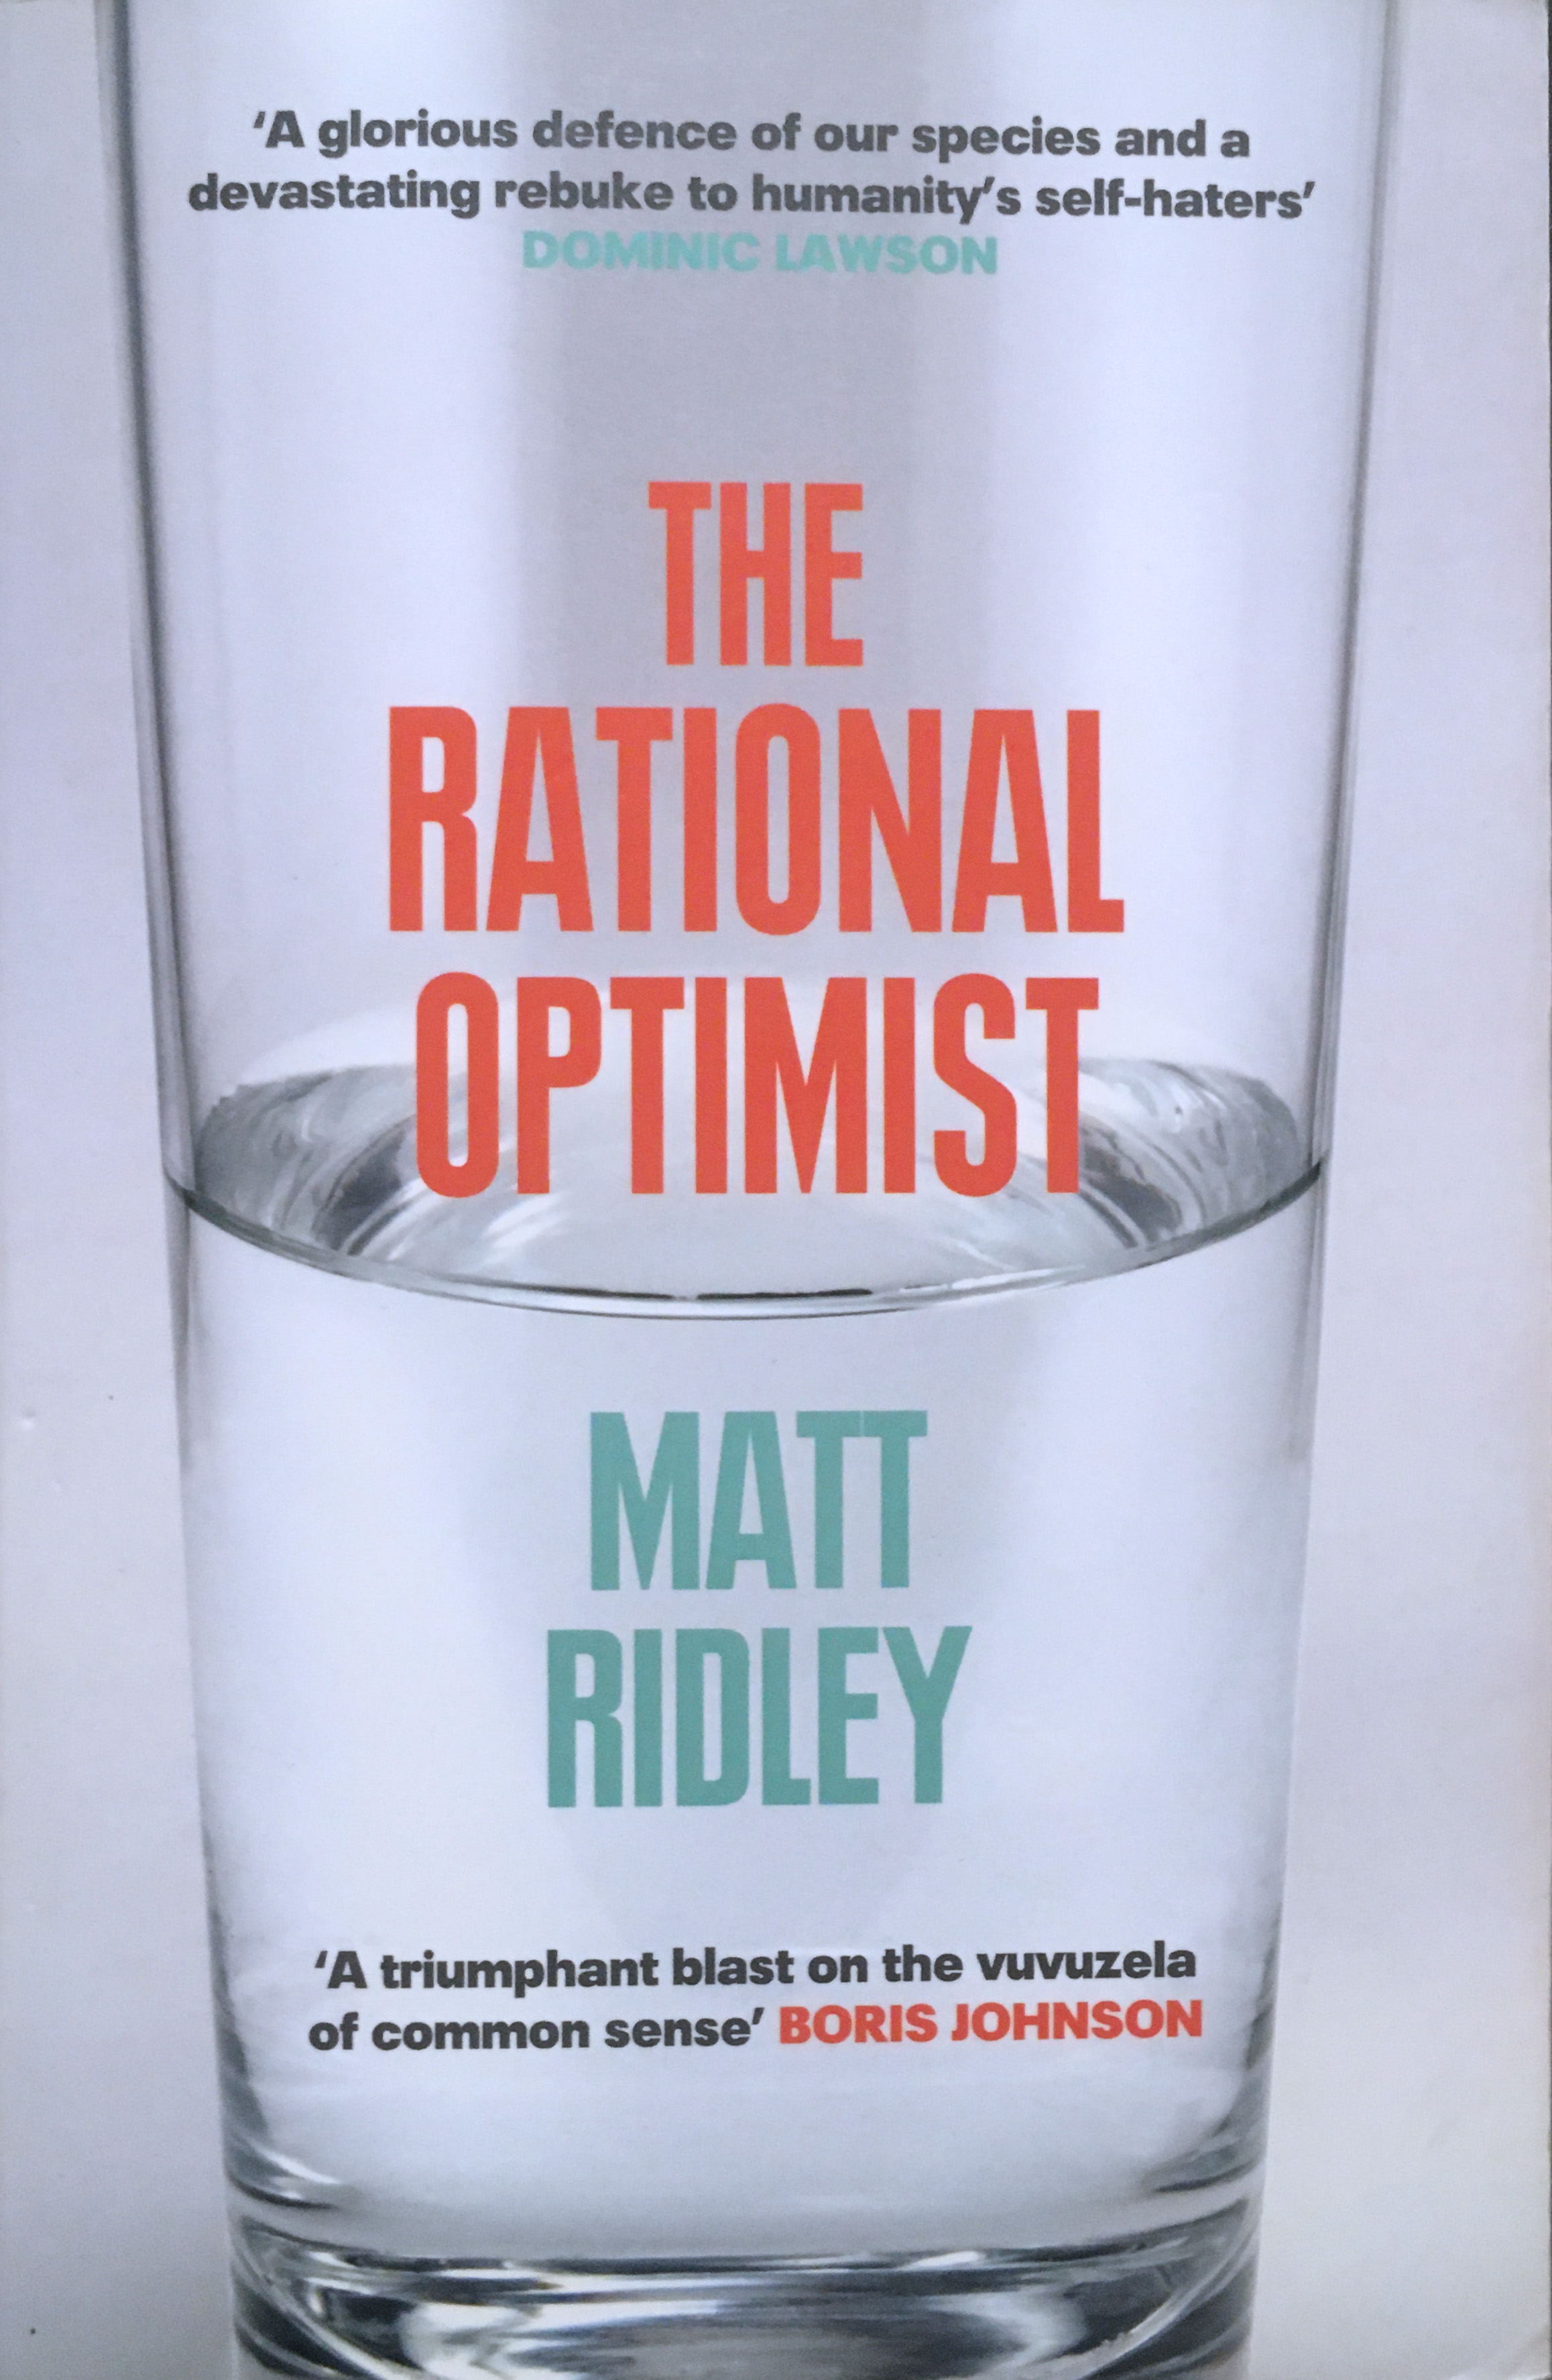 ‘A glorious defence of our species and a
devastating rebuke to humanity’s self-haters’
DOMINIC LAWSON
THE
RATIONAL
OPTIMIST
MATT
RIDLEY
‘A triumphant blast on the vuvuzela
of common sense’ BORIS JOHNSON